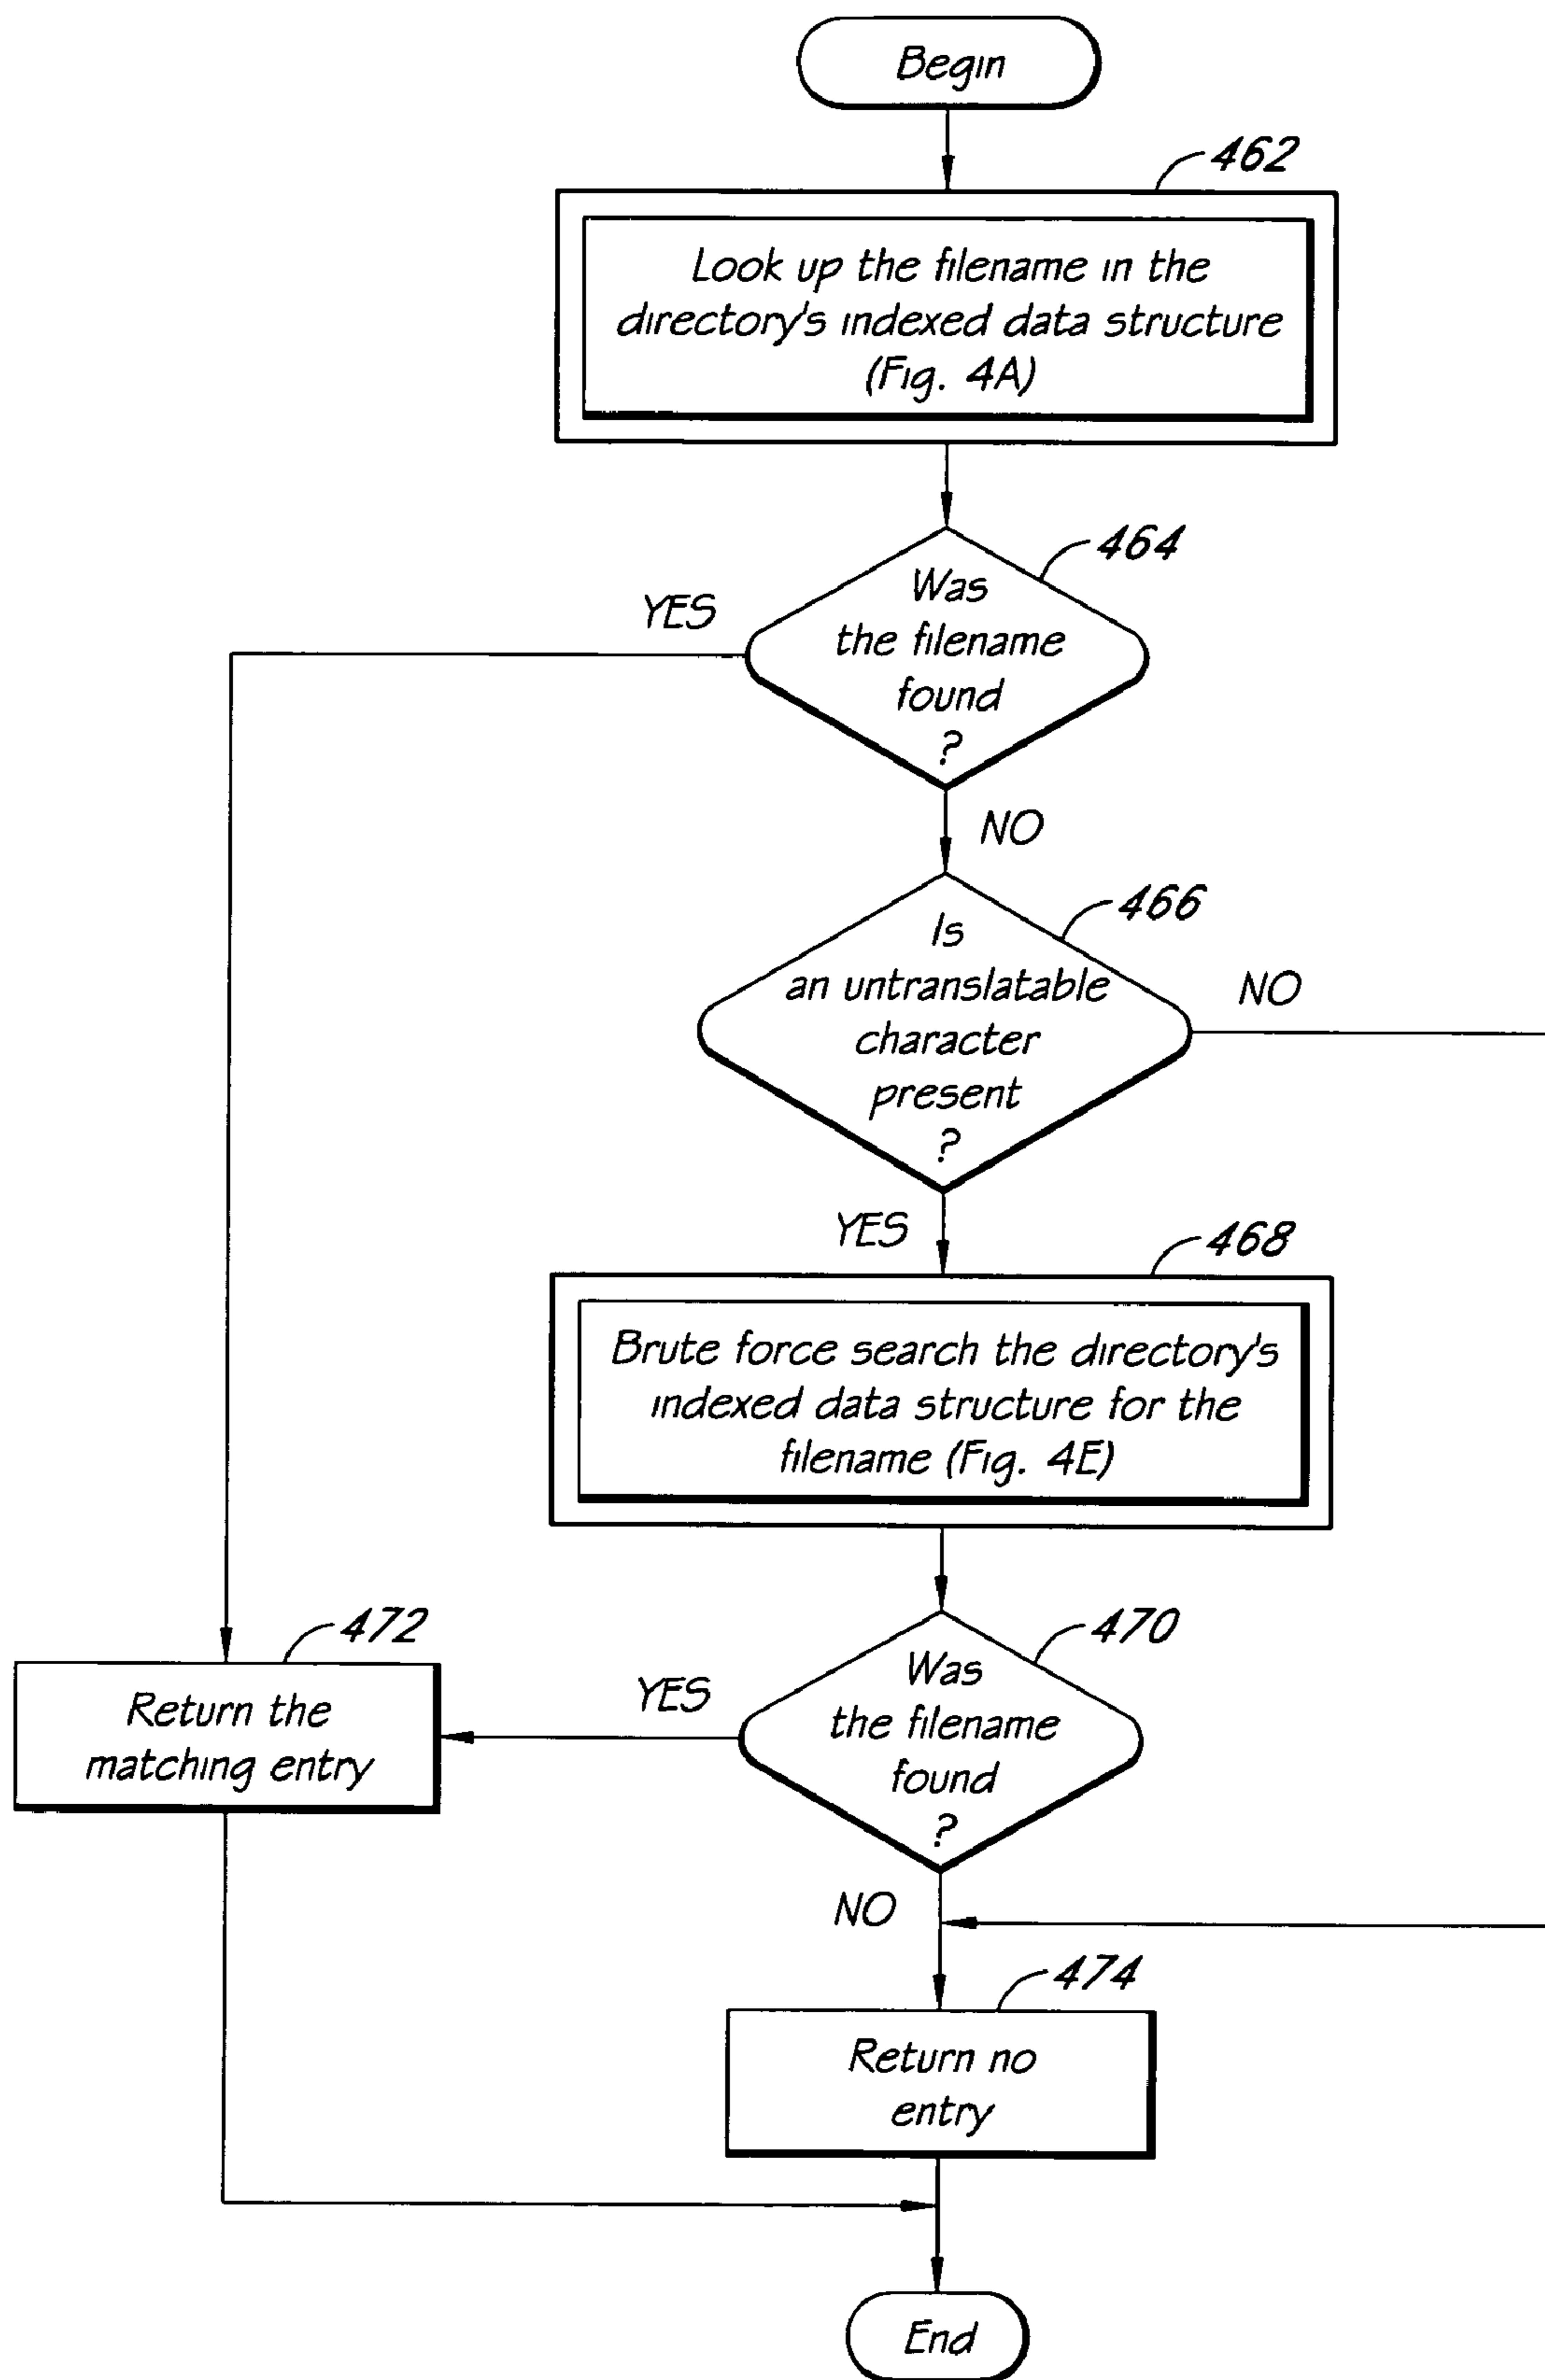 Begin
462
Look up the filename in the
directory's indexed data structure
(Fig. 4A)
464
Was
the filename
found
?
YES
NO
466
Is
an untranslatable
character
present
?
NO
YES
468
Brute force search the directory's
indexed data structure for the
filename (Fig. 4E)
470
Was
the filename
found
?
YES
472
Return the
matching entry
NO
474
Return no
entry
End